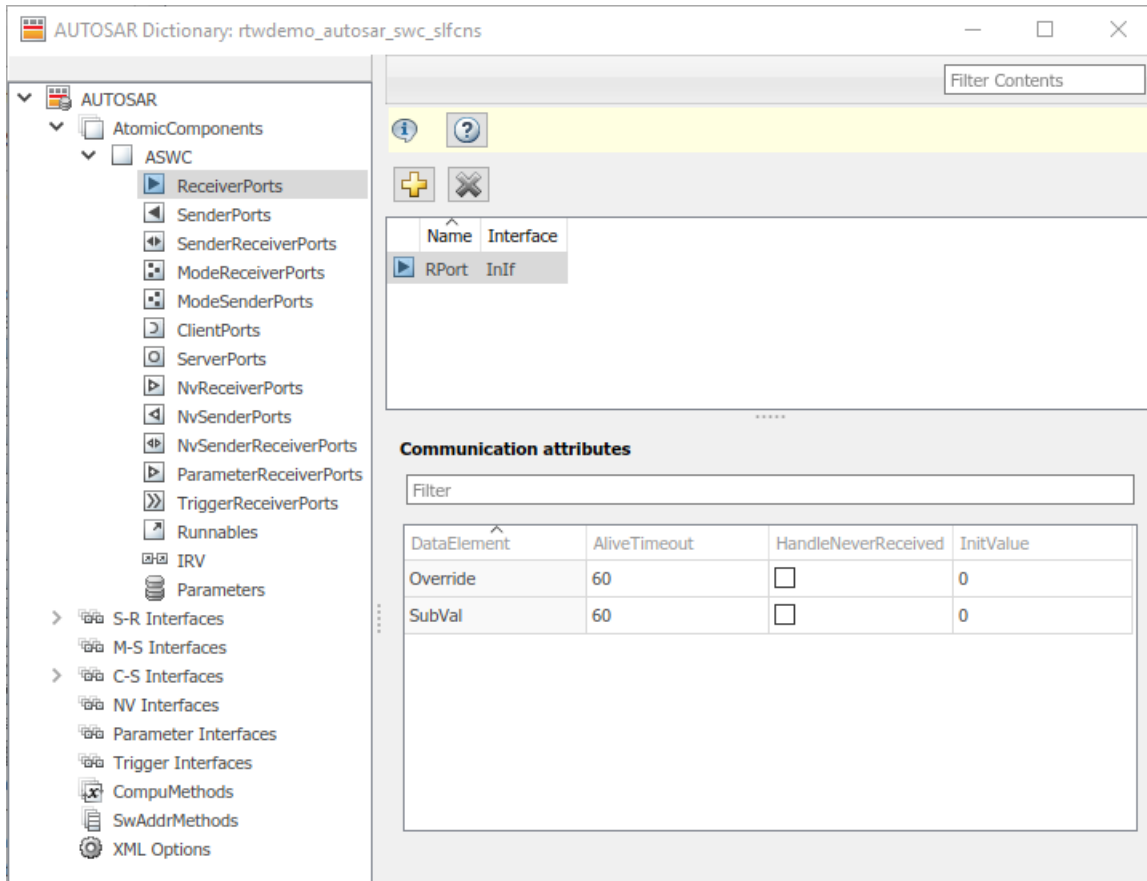 AUTOSAR Dictionary: rtwdemo_autosar_swc_slfcns
Filter Contents
AUTOSAR
AtomicComponents
ASWC
ReceiverPorts
SenderPorts
SenderReceiverPorts
ModeReceiverPorts
ModeSenderPorts
ClientPorts
ServerPorts
NvReceiverPorts
NvSenderPorts
NvSenderReceiverPorts
ParameterReceiverPorts
TriggerReceiverPorts
Runnables
IRV
Parameters
S-R Interfaces
M-S Interfaces
C-S Interfaces
NV Interfaces
Parameter Interfaces
Trigger Interfaces
CompuMethods
SwAddrMethods
XML Options
Name Interface
RPort InIf
Communication attributes
Filter
DataElement AliveTimeout HandleNeverReceived InitValue
Override 60 0
SubVal 60 0